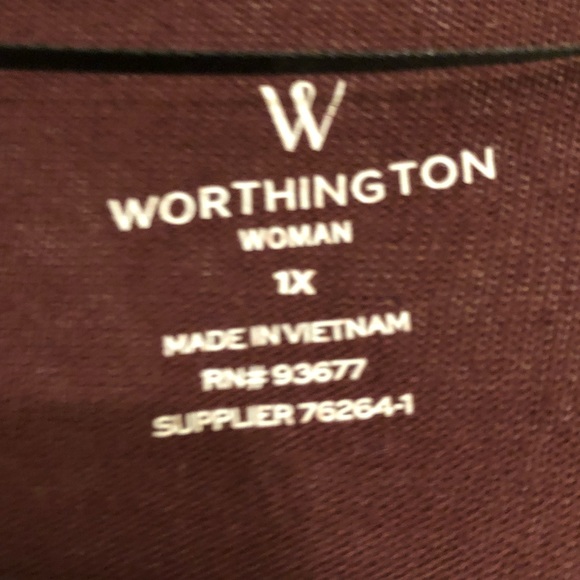 W
WORTHINGTON
WOMAN
1X
MADE IN VIETNAM
RN# 93677
SUPPLIER 76264-1